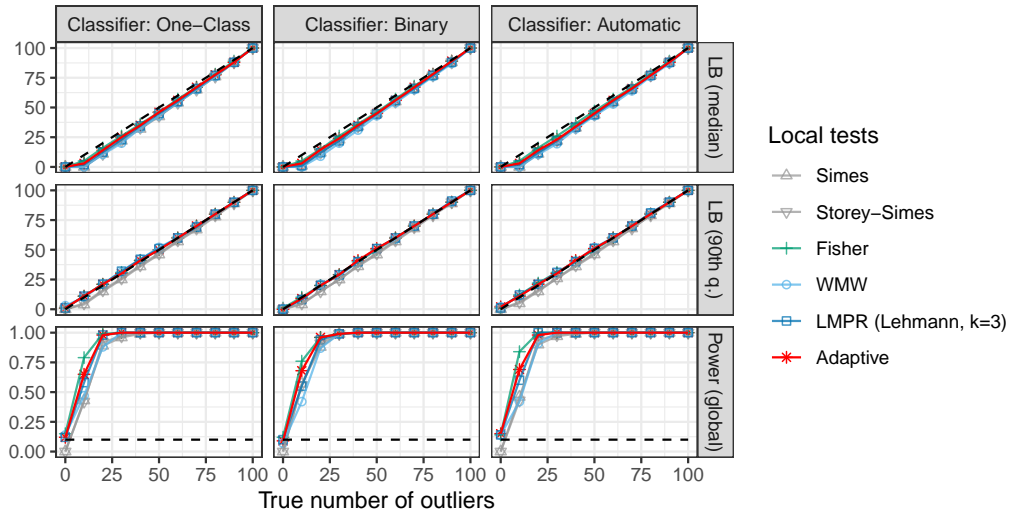 Classifier: One−Class
Classifier: Binary
Classifier: Automatic
100
75
50
25
0
LB (median)
100
75
50
25
0
LB (90th q.)
1.00
0.75
0.50
0.25
0.00
Power (global)
0 25 50 75 100
0 25 50 75 100
0 25 50 75 100
True number of outliers
Local tests
Simes
Storey−Simes
Fisher
WMW
LMPR (Lehmann, k=3)
Adaptive